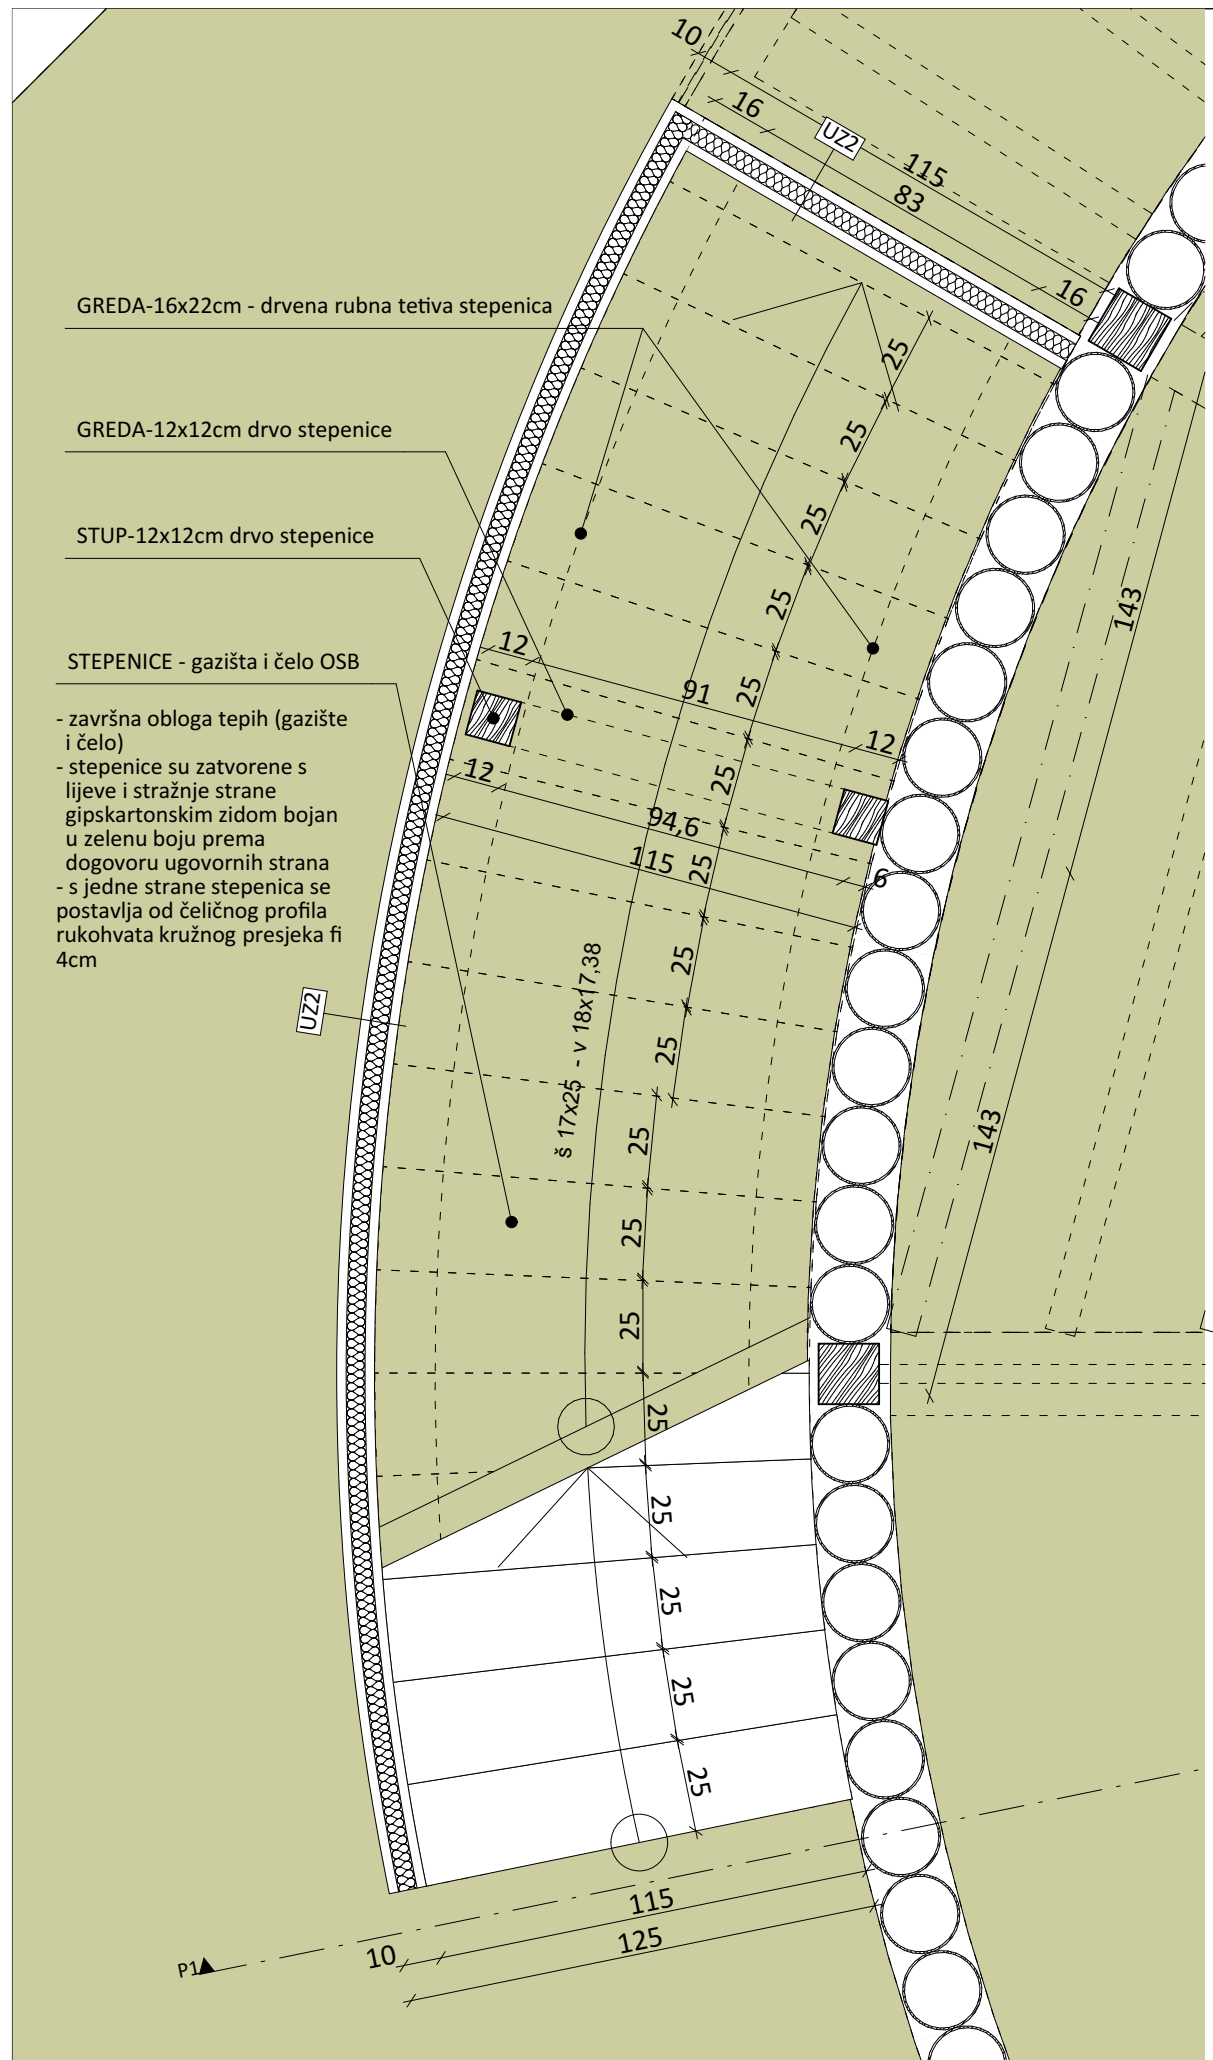 10
16
UZ2
115
83
16
GREDA-16x22cm - drvena rubna tetiva stepenica
25
GREDA-12x12cm drvo stepenice
25
STUP-12x12cm drvo stepenice
25
25
143
STEPENICE - gazišta i čelo OSB
12
91
25
12
- završna obloga tepih (gazište
i čelo)
- stepenice su zatvorene s
lijeve i stražnje strane
gipskartonskim zidom bojan
u zelenu boju prema
dogovoru ugovornih strana
- s jedne strane stepenica se
postavlja od čeličnog profila
rukohvata kružnog presjeka fi
4cm
12
25
94,6
115
25
6
25
š 17x25 - v 18x17,38
UZ2
25
143
25
25
25
25
25
25
25
25
115
125
10
P1